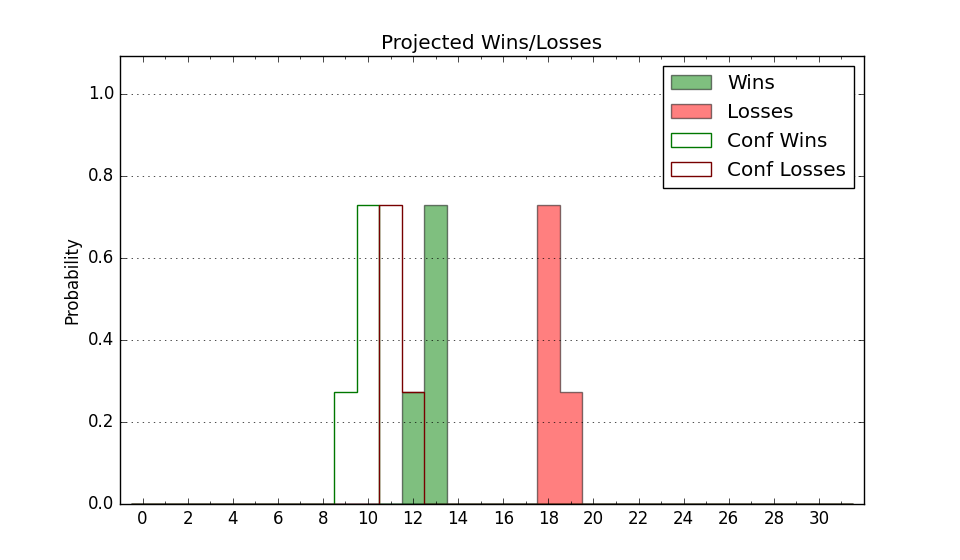 Projected Wins/Losses
Wins
Losses
Conf Wins
Conf Losses
Probability
1.0
0.8
0.6
0.4
0.2
0.0
0 2 4 6 8 10 12 14 16 18 20 22 24 26 28 30